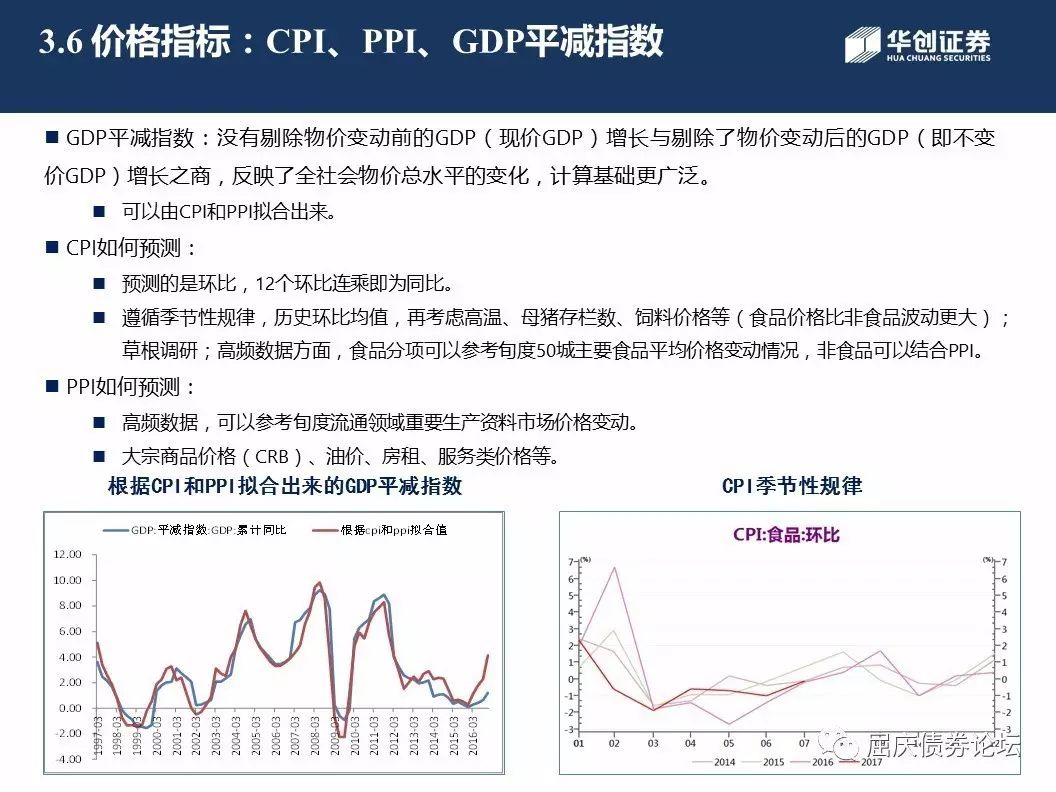 3.6 价格指标：CPI、PPI、GDP平减指数
华创证券
HUA CHUANG SECURITIES
■ GDP平减指数：没有剔除物价变动前的GDP（现价GDP）增长与剔除了物价变动后的GDP（即不变
价GDP）增长之商，反映了全社会物价总水平的变化，计算基础更广泛。
■ 可以由CPI和PPI拟合出来。
■ CPI如何预测：
■ 预测的是环比，12个环比连乘即为同比。
■ 遵循季节性规律，历史环比均值，再考虑高温、母猪存栏数、饲料价格等（食品价格比非食品波动更大）；
草根调研；高频数据方面，食品分项可以参考旬度50城主要食品平均价格变动情况，非食品可以结合PPI。
■ PPI如何预测：
■ 高频数据，可以参考旬度流通领域重要生产资料市场价格变动。
■ 大宗商品价格（CRB）、油价、房租、服务类价格等。
根据CPI和PPI拟合出来的GDP平减指数
GDP:平减指数:GDP:累计同比 根据cpi和ppi拟合值
12.00
10.00
8.00
6.00
4.00
2.00
0.00
-2.00
-4.00
1997-03 1998-03 1999-03 2000-03 2001-03 2002-03 2003-03 2004-03 2005-03 2006-03 2007-03 2008-03 2009-03 2010-03 2011-03 2012-03 2013-03 2014-03 2015-03 2016-03
CPI季节性规律
CPI:食品:环比
(%) (%)
7 7
6 6
5 5
4 4
3 3
2 2
1 1
0 0
-1 -1
-2 -2
-3 -3
01 02 03 04 05 06 07
2014 2015 2016 2017
屈庆债券论坛